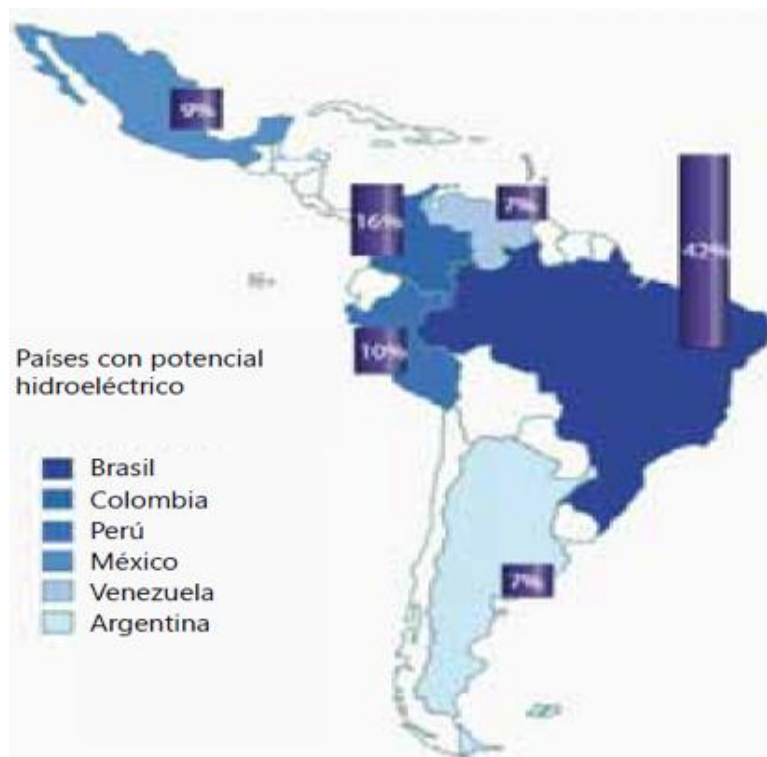 9%
16%
7%
42%
10%
Países con potencial
hidroeléctrico
Brasil
Colombia
Perú
México
Venezuela
Argentina
7%